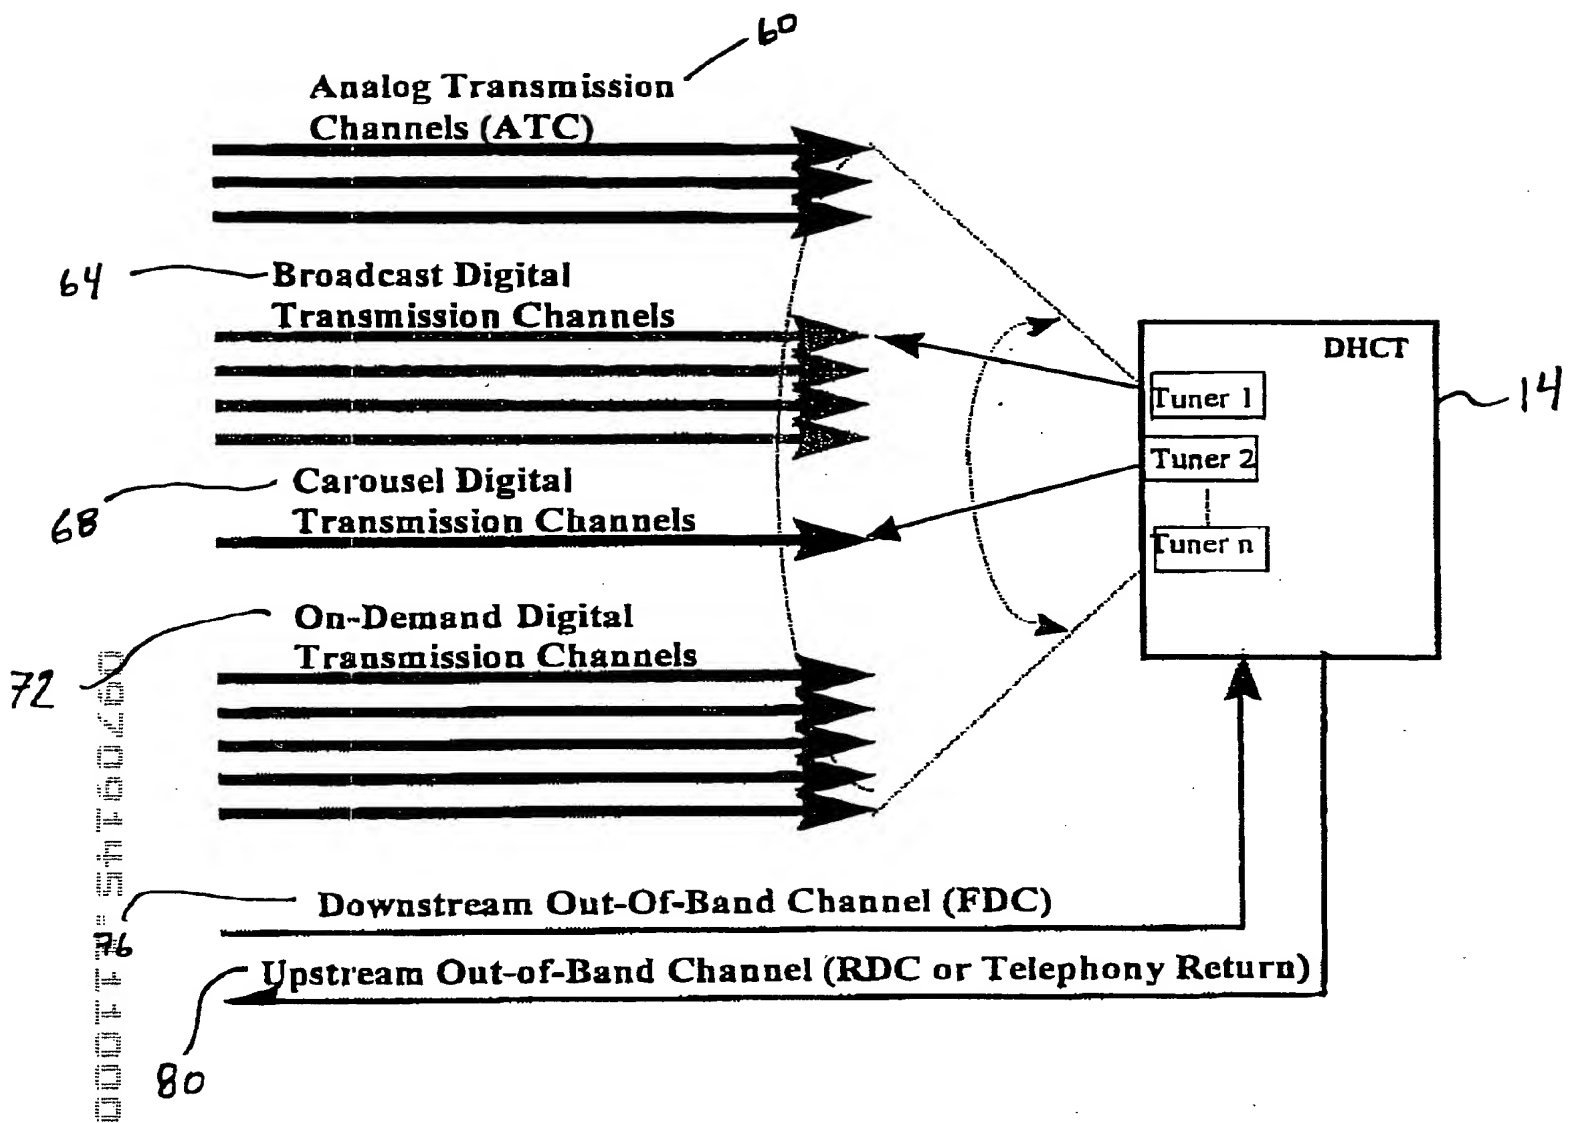 60
Analog Transmission
Channels (ATC)
64
Broadcast Digital
Transmission Channels
DHCT
14
Tuner 1
Tuner 2
Tuner n
68
Carousel Digital
Transmission Channels
72
On-Demand Digital
Transmission Channels
09709145.111000
76
Downstream Out-Of-Band Channel (FDC)
80
Upstream Out-of-Band Channel (RDC or Telephony Return)